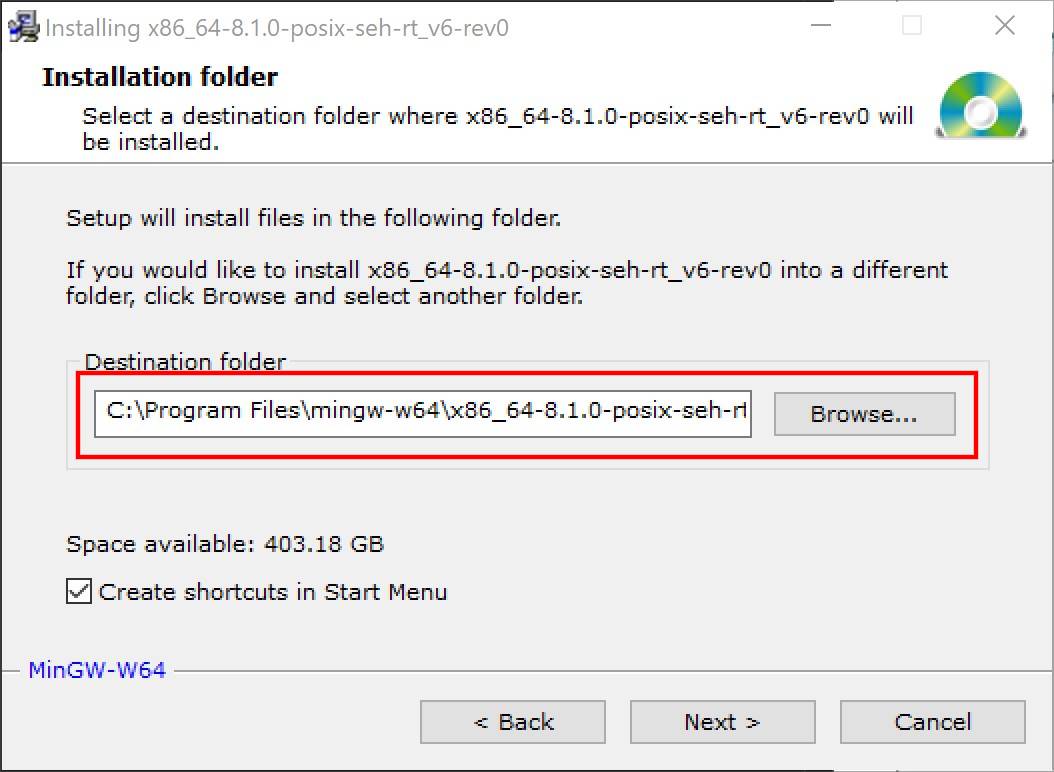 Installing x86_64-8.1.0-posix-seh-rt_v6-rev0
Installation folder
Select a destination folder where x86_64-8.1.0-posix-seh-rt_v6-rev0 will
be installed.
Setup will install files in the following folder.
If you would like to install x86_64-8.1.0-posix-seh-rt_v6-rev0 into a different
folder, click Browse and select another folder.
Destination folder
C:\Program Files\mingw-w64\x86_64-8.1.0-posix-seh-rt
Browse...
Space available: 403.18 GB
Create shortcuts in Start Menu
MinGW-W64
< Back
Next >
Cancel